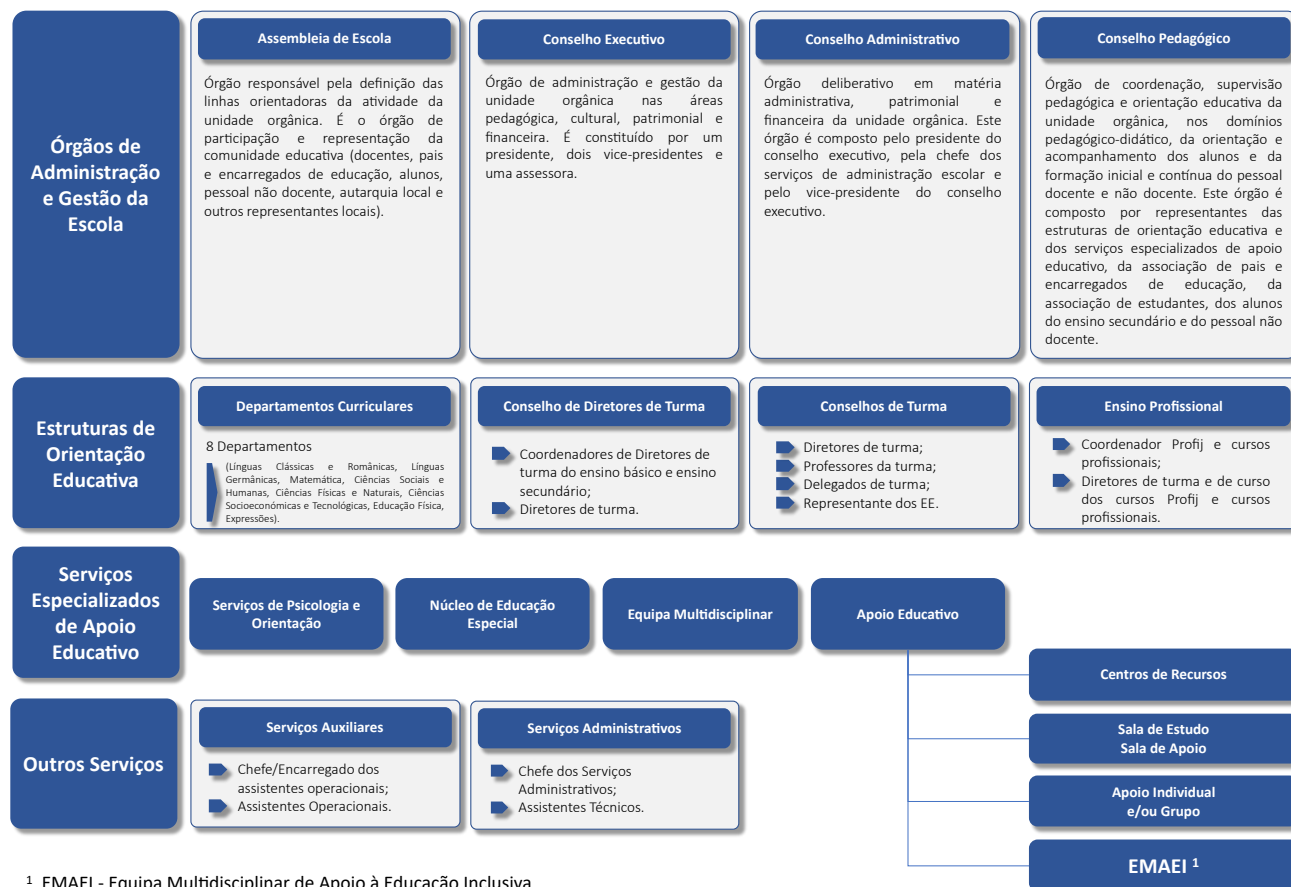 Órgãos de
Administração
e Gestão da
Escola
Assembleia de Escola
Órgão responsável pela definição das
linhas orientadoras da atividade da
unidade orgânica. É o órgão de
participação e representação da
comunidade educativa (docentes, pais
e encarregados de educação, alunos,
pessoal não docente, autarquia local e
outros representantes locais).
Conselho Executivo
Órgão de administração e gestão da
unidade orgânica nas áreas
pedagógica, cultural, patrimonial e
financeira. É constituído por um
presidente, dois vice-presidentes e
uma assessora.
Conselho Administrativo
Órgão deliberativo em matéria
administrativa, patrimonial e
financeira da unidade orgânica. Este
órgão é composto pelo presidente do
conselho executivo, pela chefe dos
serviços de administração escolar e
pelo vice-presidente do conselho
executivo.
Conselho Pedagógico
Órgão de coordenação, supervisão
pedagógica e orientação educativa da
unidade orgânica, nos domínios
pedagógico-didático, da orientação e
acompanhamento dos alunos e da
formação inicial e contínua do pessoal
docente e não docente. Este órgão é
composto por representantes das
estruturas de orientação educativa e
dos serviços especializados de apoio
educativo, da associação de pais e
encarregados de educação, da
associação de estudantes, dos alunos
do ensino secundário e do pessoal não
docente.
Estruturas de
Orientação
Educativa
Departamentos Curriculares
8 Departamentos
(Línguas Clássicas e Românicas, Línguas
Germânicas, Matemática, Ciências Sociais e
Humanas, Ciências Físicas e Naturais, Ciências
Socioeconómicas e Tecnológicas, Educação Física,
Expressões).
Conselho de Diretores de Turma
Coordenadores de Diretores de
turma do ensino básico e ensino
secundário;
Diretores de turma.
Conselhos de Turma
Diretores de turma;
Professores da turma;
Delegados de turma;
Representante dos EE.
Ensino Profissional
Coordenador Profij e cursos
profissionais;
Diretores de turma e de curso
dos cursos Profij e cursos
profissionais.
Serviços
Especializados
de Apoio
Educativo
Serviços de Psicologia e
Orientação
Núcleo de Educação
Especial
Equipa Multidisciplinar
Apoio Educativo
Centros de Recursos
Sala de Estudo
Sala de Apoio
Apoio Individual
e/ou Grupo
EMAEI ¹
Outros Serviços
Serviços Auxiliares
Chefe/Encarregado dos
assistentes operacionais;
Assistentes Operacionais.
Serviços Administrativos
Chefe dos Serviços
Administrativos;
Assistentes Técnicos.
¹ EMAEI - Equipa Multidisciplinar de Apoio à Educação Inclusiva